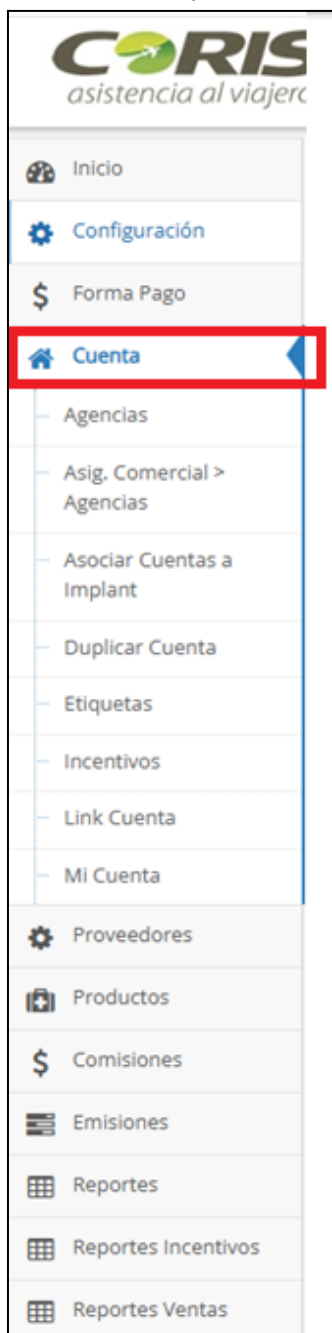 CORIS
asistencia al viajero
Inicio
Configuración
$ Forma Pago
Cuenta
Agencias
Asig. Comercial >
Agencias
Asociar Cuentas a
Implant
Duplicar Cuenta
Etiquetas
Incentivos
Link Cuenta
Mi Cuenta
Proveedores
Productos
$ Comisiones
Emisiones
Reportes
Reportes Incentivos
Reportes Ventas